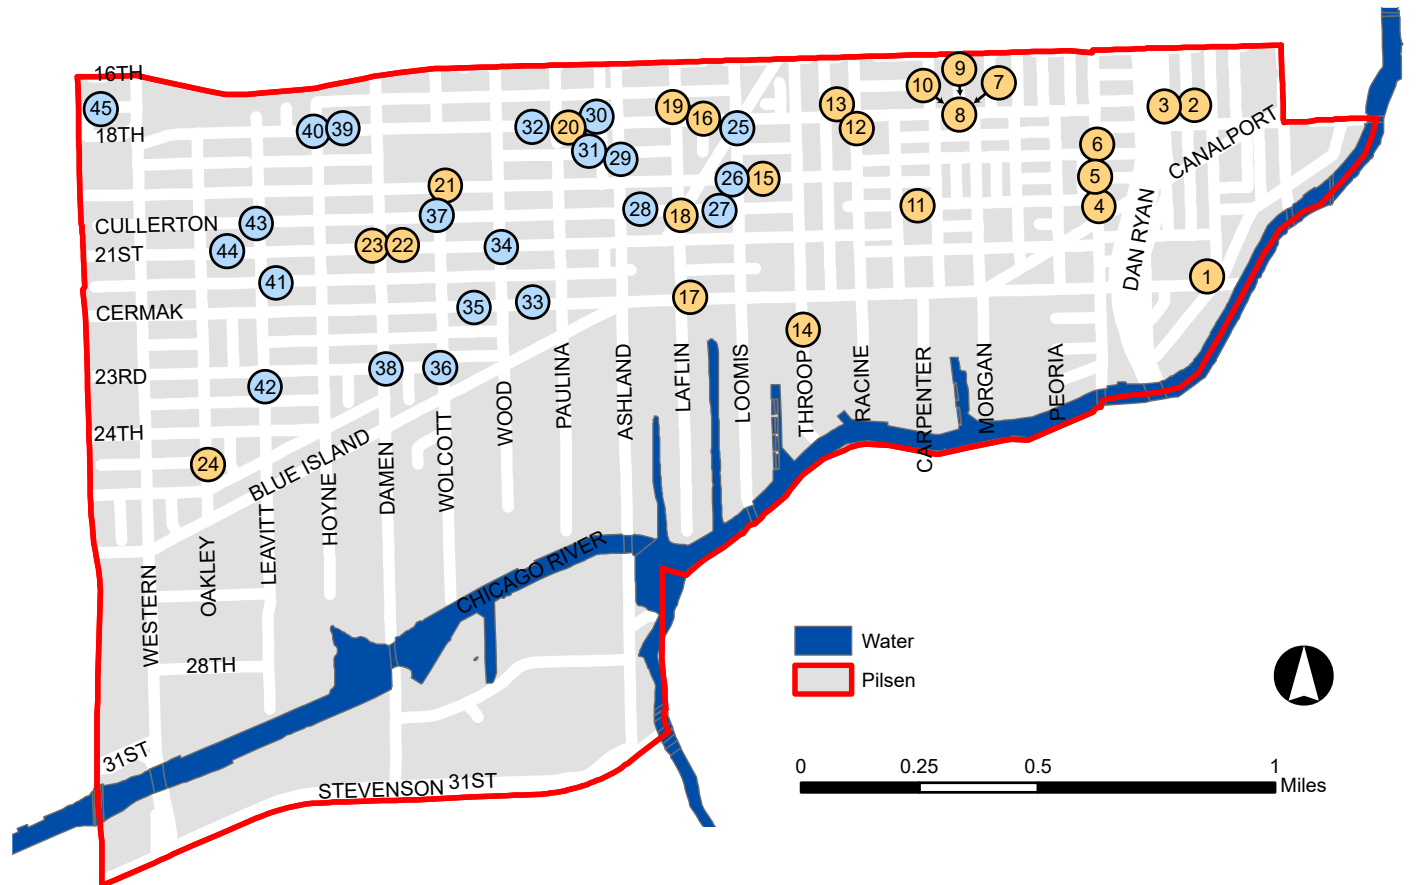 16TH
9
10
7
45
3
2
19
13
8
30
16
18TH
40
39
32
20
25
12
CANALPORT
6
31
29
5
26
15
21
4
11
28
27
18
37
CULLERTON
43
DAN RYAN
21ST
44
23
22
34
1
41
17
CERMAK
35
33
14
23RD
42
38
36
PAULINA
ASHLAND
LAFLIN
LOOMIS
THROOP
RACINE
CARPENTER
MORGAN
PEORIA
WOOD
24TH
24
BLUE ISLAND
DAMEN
WOLCOTT
HOYNE
LEAVITT
OAKLEY
WESTERN
CHICAGO RIVER
28TH
31ST
STEVENSON
31ST
Water
Pilsen
0
0.25
0.5
1
Miles